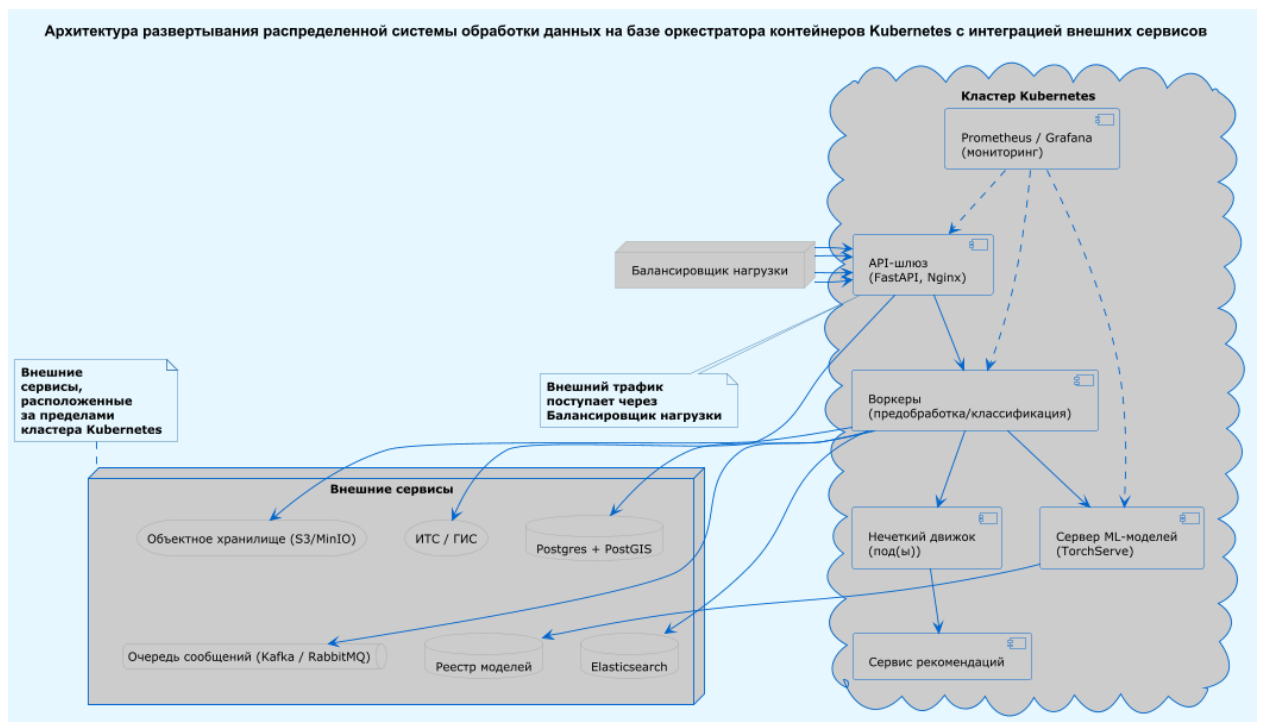 Архитектура развертывания распределенной системы обработки данных на базе оркестратора контейнеров Kubernetes с интеграцией внешних сервисов
Кластер Kubernetes
Prometheus / Grafana
(мониторинг)
Балансировщик нагрузки
API-шлюз
(FastAPI, Nginx)
Внешние
сервисы,
расположенные
за пределами
кластера Kubernetes
Внешний трафик
поступает через
Балансировщик нагрузки
Воркеры
(предобработка/классификация)
Внешние сервисы
Объектное хранилище (S3/MinIO)
ИТС / ГИС
Postgres + PostGIS
Нечеткий движок
(под(ы))
Сервер ML-моделей
(TorchServe)
Очередь сообщений (Kafka / RabbitMQ)
Реестр моделей
Elasticsearch
Сервис рекомендаций